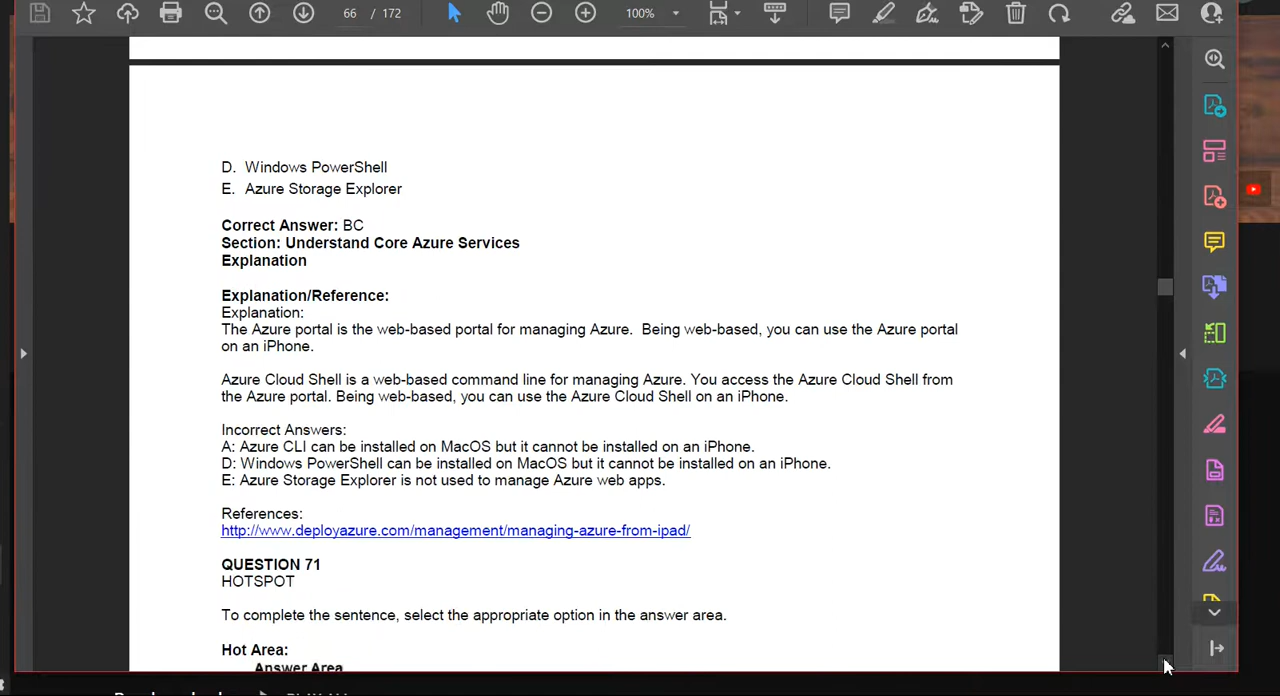 66 / 172
100%
D. Windows PowerShell
E. Azure Storage Explorer
Correct Answer: BC
Section: Understand Core Azure Services
Explanation
Explanation/Reference:
Explanation:
The Azure portal is the web-based portal for managing Azure. Being web-based, you can use the Azure portal
on an iPhone.
Azure Cloud Shell is a web-based command line for managing Azure. You access the Azure Cloud Shell from
the Azure portal. Being web-based, you can use the Azure Cloud Shell on an iPhone.
Incorrect Answers:
A: Azure CLI can be installed on MacOS but it cannot be installed on an iPhone.
D: Windows PowerShell can be installed on MacOS but it cannot be installed on an iPhone.
E: Azure Storage Explorer is not used to manage Azure web apps.
References:
http://www.deployazure.com/management/managing-azure-from-ipad/
QUESTION 71
HOTSPOT
To complete the sentence, select the appropriate option in the answer area.
Hot Area:
Answer Area